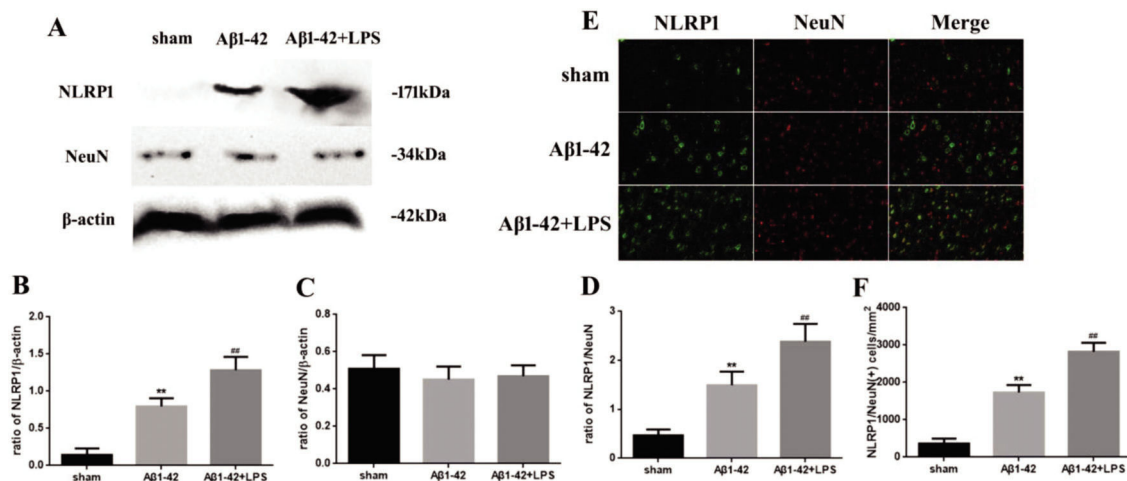 A
sham Aβ1-42 Aβ1-42+LPS
NLRP1 -171kDa
NeuN -34kDa
β-actin -42kDa
E
NLRP1 NeuN Merge
sham
Aβ1-42
Aβ1-42+LPS
B
ratio of NLRP1/β-actin
2.0
1.5
1.0
0.5
0.0
**
##
sham Aβ1-42 Aβ1-42+LPS
C
ratio of NeuN/β-actin
0.8
0.6
0.4
0.2
0.0
sham Aβ1-42 Aβ1-42+LPS
D
ratio of NLRP1/NeuN
3
2
1
0
**
##
sham Aβ1-42 Aβ1-42+LPS
F
NLRP1/NeuN(+) cells/mm²
4000
3000
2000
1000
0
**
##
sham Aβ1-42 Aβ1-42+LPS